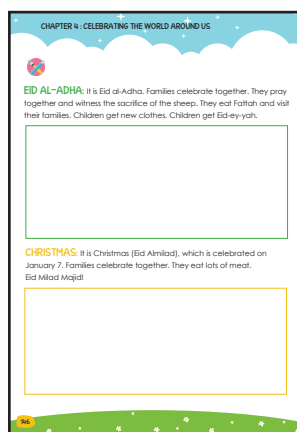 CHAPTER 4 : CELEBRATING THE WORLD AROUND US
EID AL-ADHA: It is Eid al-Adha. Families celebrate together. They pray
together and witness the sacrifice of the sheep. They eat Fattah and visit
their families. Children get new clothes. Children get Eid-ey-yah.
CHRISTMAS: It is Christmas (Eid Almilad), which is celebrated on
January 7. Families celebrate together. They eat lots of meat.
Eid Milad Majid!
146